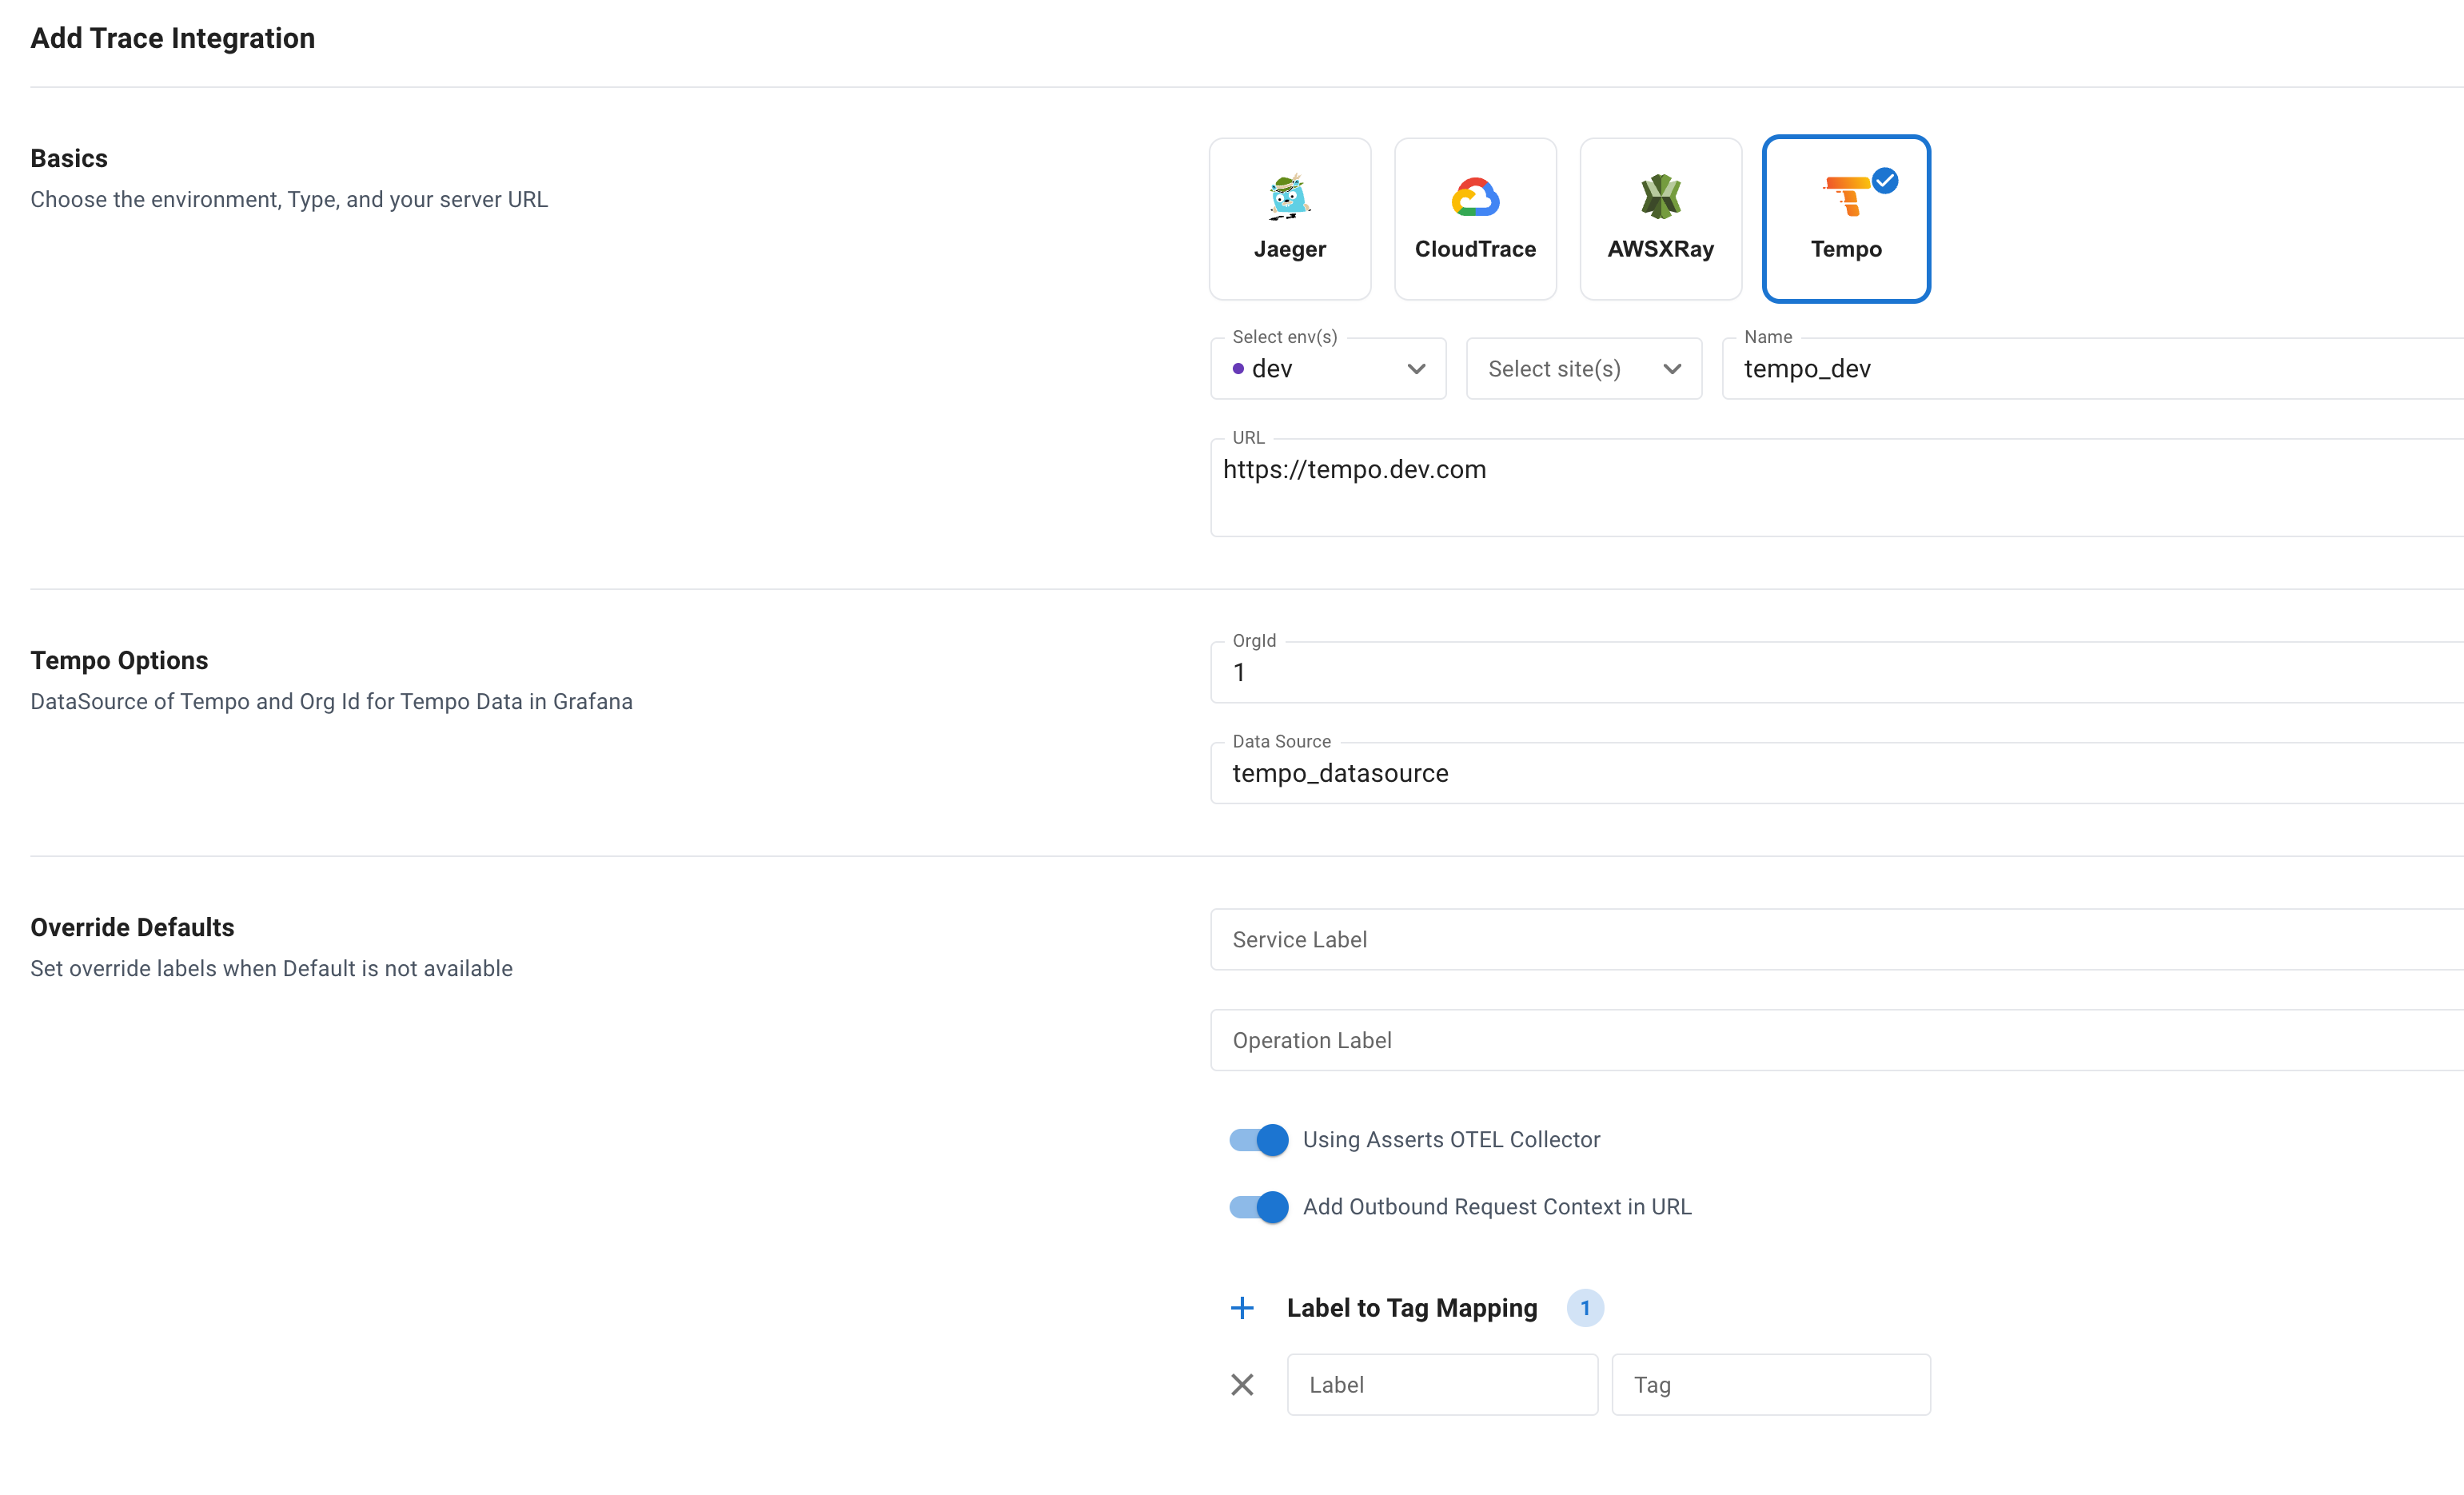 Add Trace Integration
Basics
Choose the environment, Type, and your server URL
Jaeger
CloudTrace
AWSXRay
Tempo
Select env(s)
dev
Select site(s)
Name
tempo_dev
URL
https://tempo.dev.com
Tempo Options
DataSource of Tempo and Org Id for Tempo Data in Grafana
OrgId
1
Data Source
tempo_datasource
Override Defaults
Set override labels when Default is not available
Service Label
Operation Label
Using Asserts OTEL Collector
Add Outbound Request Context in URL
Label to Tag Mapping 1
Label
Tag